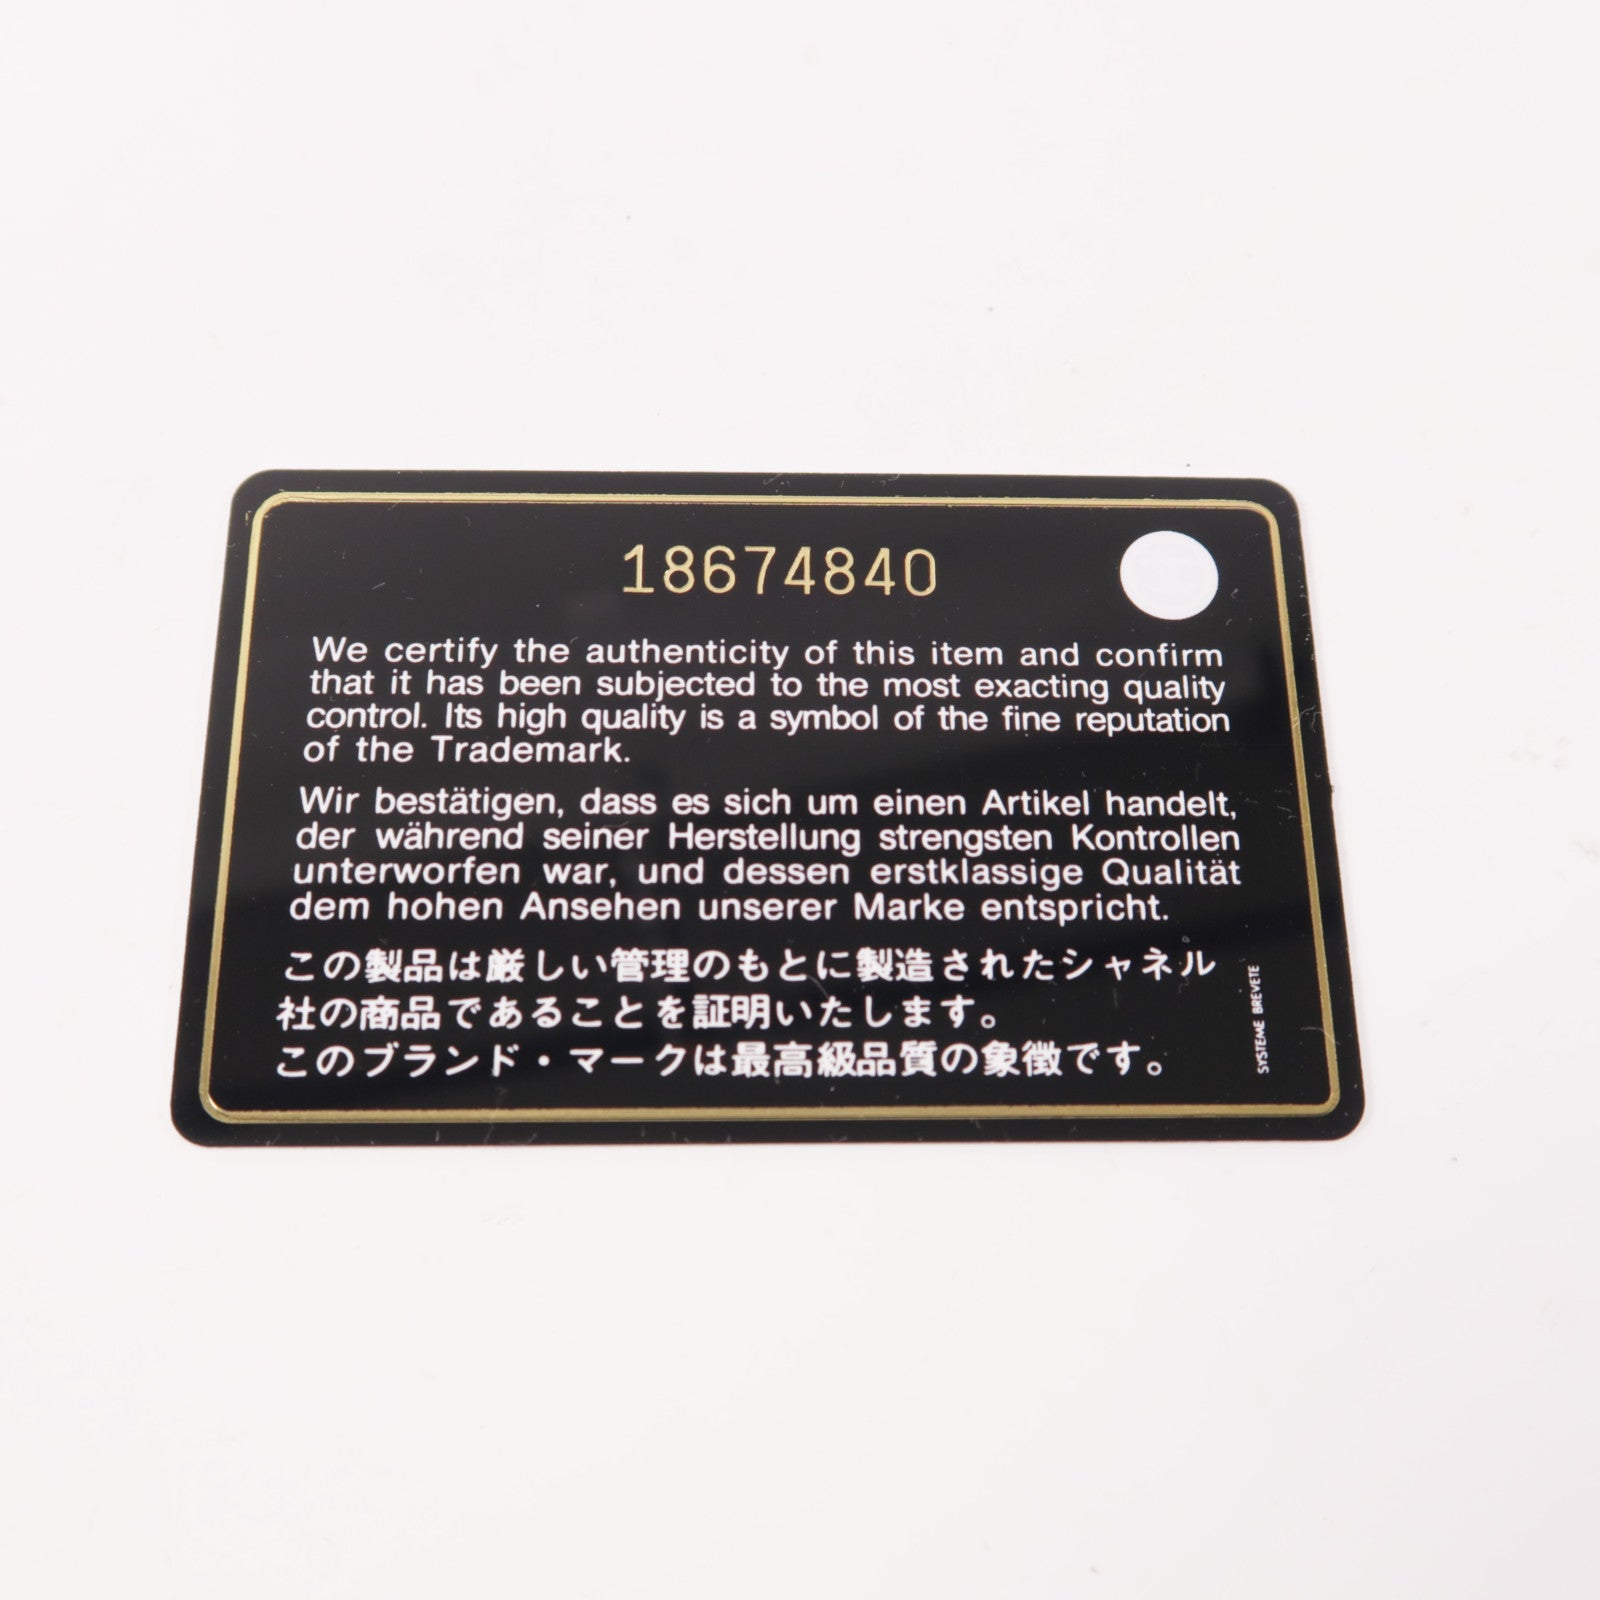 18674840
We certify the authenticity of this item and confirm
that it has been subjected to the most exacting quality
control. Its high quality is a symbol of the fine reputation
of the Trademark.
Wir bestätigen, dass es sich um einen Artikel handelt,
der während seiner Herstellung strengsten Kontrollen
unterworfen war, und dessen erstklassige Qualität
dem hohen Ansehen unserer Marke entspricht.
この製品は厳しい管理のもとに製造されたシャネル
社の商品であることを証明いたします。
このブランド・マークは最高級品質の象徴です。
SYSTEME BREVETE